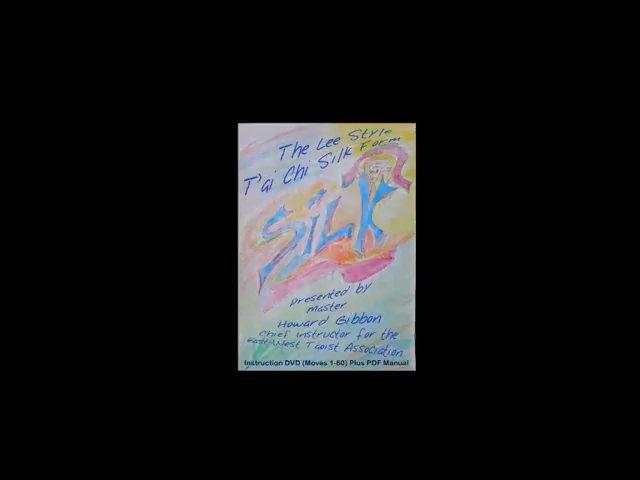 The Lee Style
T'ai Chi Silk Form
SILK
Presented by
Master
Howard Gibbon
Chief instructor for the
East-West Taoist Association
Instruction DVD (Moves 1-60) Plus PDF Manual